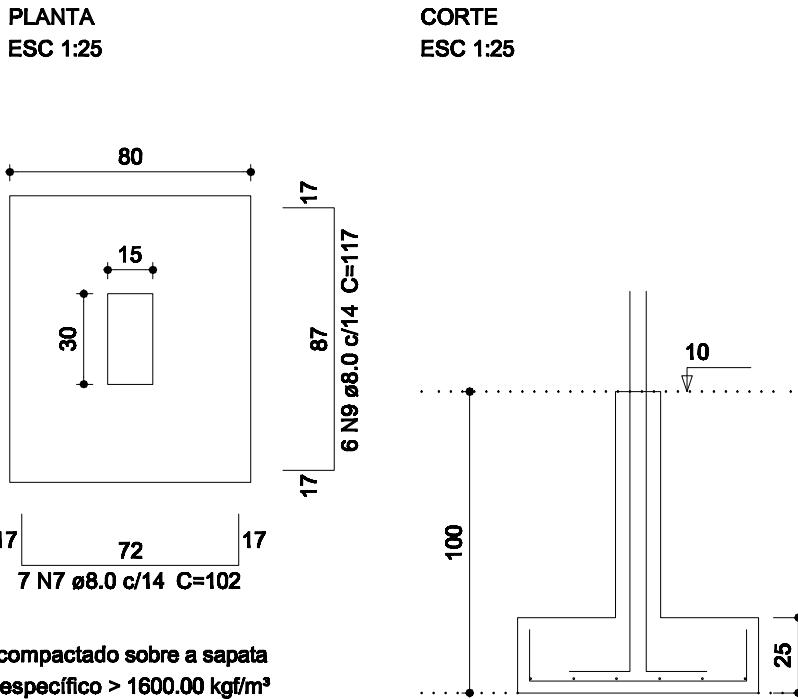 PLANTA
ESC 1:25
CORTE
ESC 1:25
80
17
15
30
87
6 N9 ø8.0 c/14 C=117
17
17
72
17
7 N7 ø8.0 c/14 C=102
10
100
25
compactado sobre a sapata
específico > 1600.00 kgf/m³